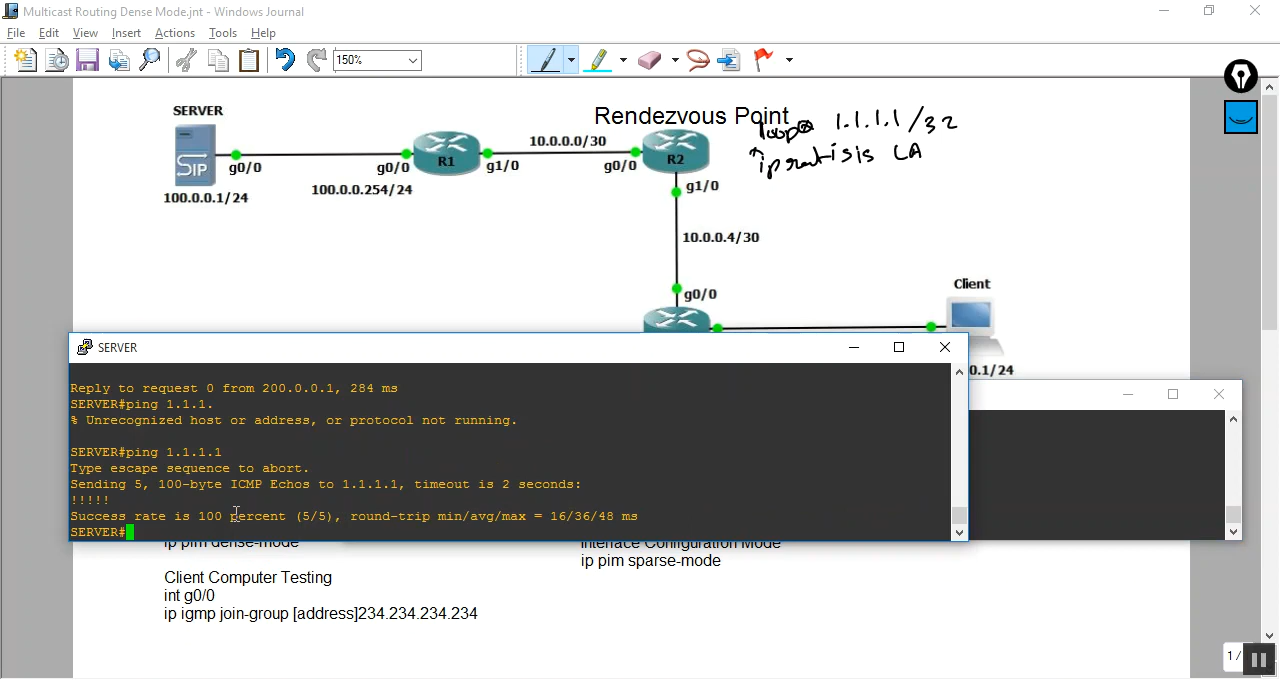 Multicast Routing Dense Mode.jnt - Windows Journal
File Edit View Insert Actions Tools Help
150%
SERVER
Rendezvous Point
loop0 1.1.1.1 /32
10.0.0.0/30
SIP
g0/0
g0/0
R1
g1/0
g0/0
R2
isis LA
100.0.0.254/24
g1/0
100.0.0.1/24
10.0.0.4/30
Client
g0/0
SERVER
0.1/24
Reply to request 0 from 200.0.0.1, 284 ms
SERVER#ping 1.1.1.
% Unrecognized host or address, or protocol not running.
SERVER#ping 1.1.1.1
Type escape sequence to abort.
Sending 5, 100-byte ICMP Echos to 1.1.1.1, timeout is 2 seconds:
!!!!!
Success rate is 100 percent (5/5), round-trip min/avg/max = 16/36/48 ms
SERVER#
ip pim dense-mode
Interface Configuration Mode
ip pim sparse-mode
Client Computer Testing
int g0/0
ip igmp join-group [address]234.234.234.234
1 /